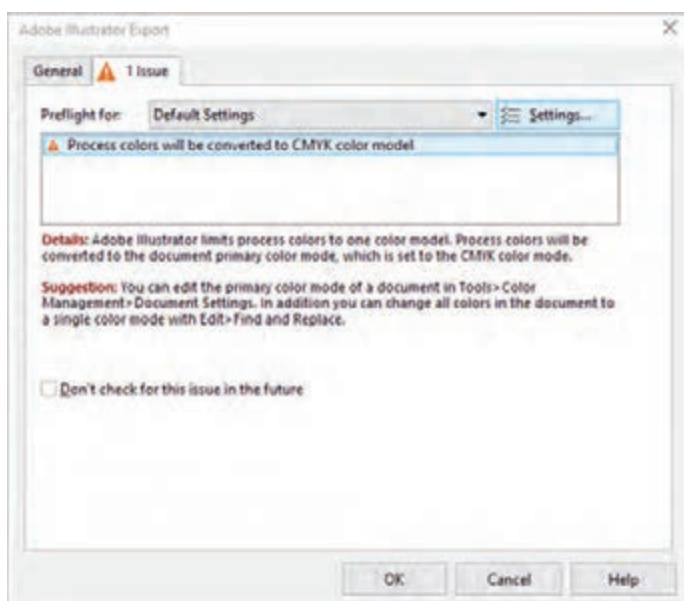 Adobe Illustrator Export
General
1 Issue
Preflight for:
Default Settings
Settings...
Process colors will be converted to CMYK color model
Details: Adobe Illustrator limits process colors to one color model. Process colors will be
converted to the document primary color mode, which is set to the CMYK color mode.
Suggestion: You can edit the primary color mode of a document in Tools>Color
Management>Document Settings. In addition you can change all colors in the document to
a single color mode with Edit>Find and Replace.
Don't check for this issue in the future
OK
Cancel
Help